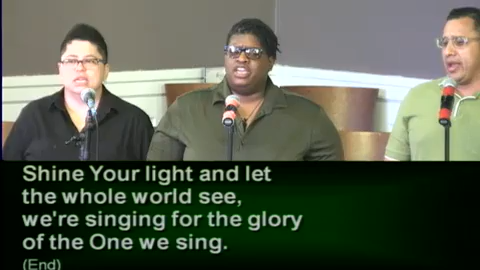 Shine Your light and let
the whole world see,
we're singing for the glory
of the One we sing.
(End)